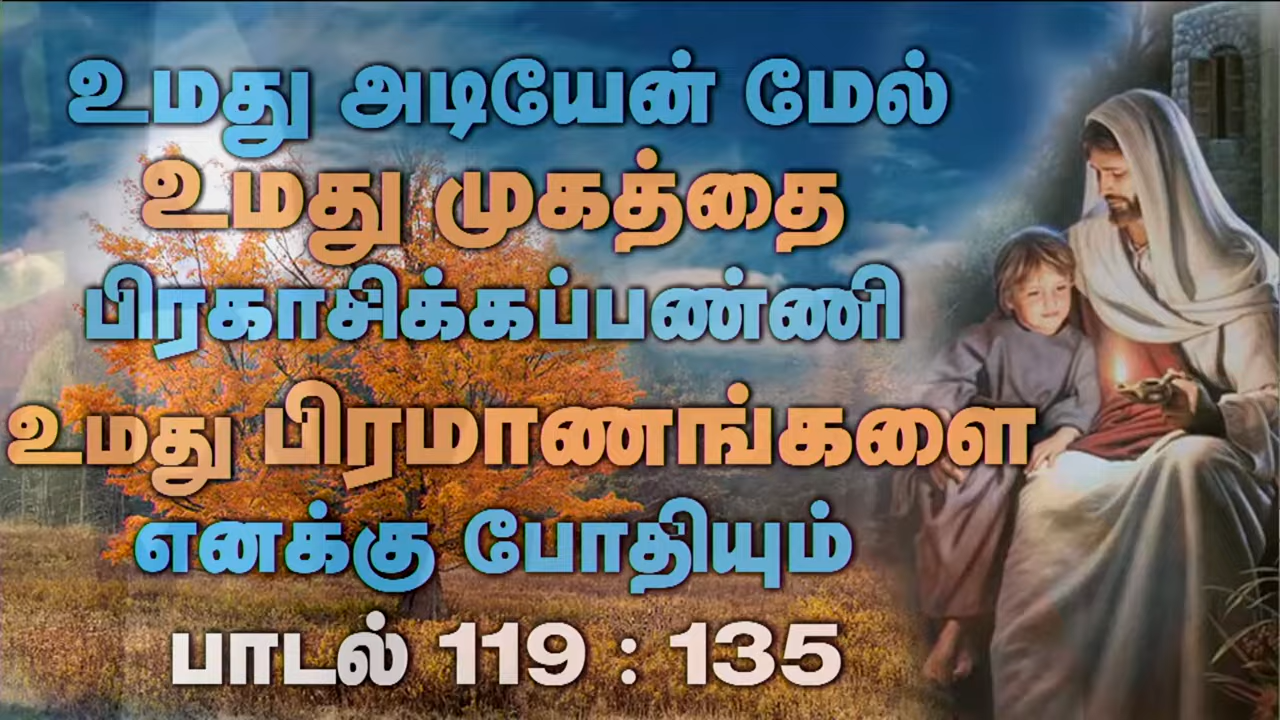 உமது அடியேன் மேல்
உமது முகத்தை
பிரகாசிக்கப்பண்ணி
உமது பிரமாணங்களை
எனக்கு போதியும்
பாடல் 119 : 135